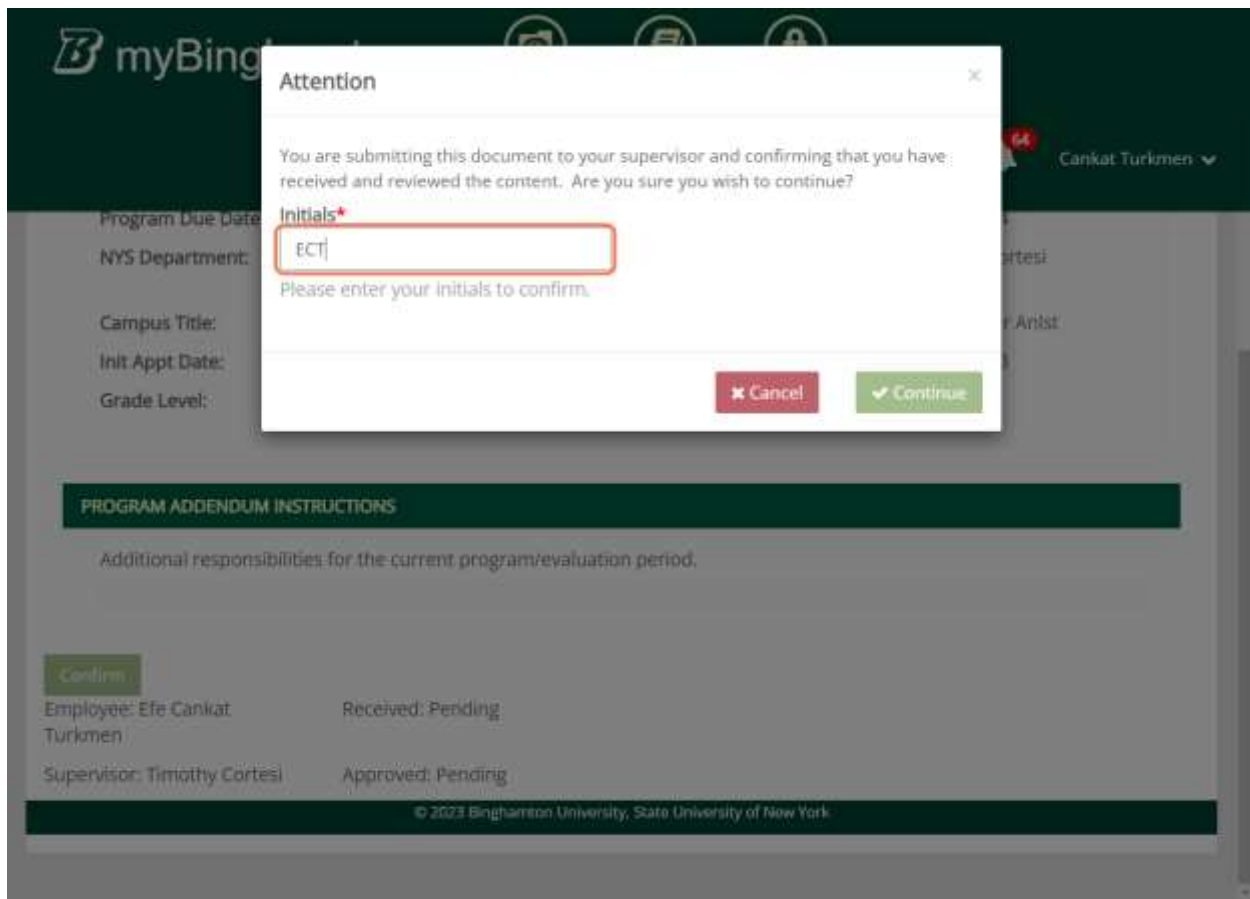 myBing
Attention
×
You are submitting this document to your supervisor and confirming that you have
received and reviewed the content. Are you sure you wish to continue?
64
Cankat Turkmen
Initials*
ECT
Please enter your initials to confirm.
Program Due Date
NYS Department:
Campus Title:
Init Appt Date:
Grade Level:
Cancel
Continue
PROGRAM ADDENDUM INSTRUCTIONS
Additional responsibilities for the current program/evaluation period.
Confirm
Employee: Efe Cankat Received: Pending
Turkmen
Supervisor: Timothy Cortesi Approved: Pending
© 2023 Binghamton University, State University of New York